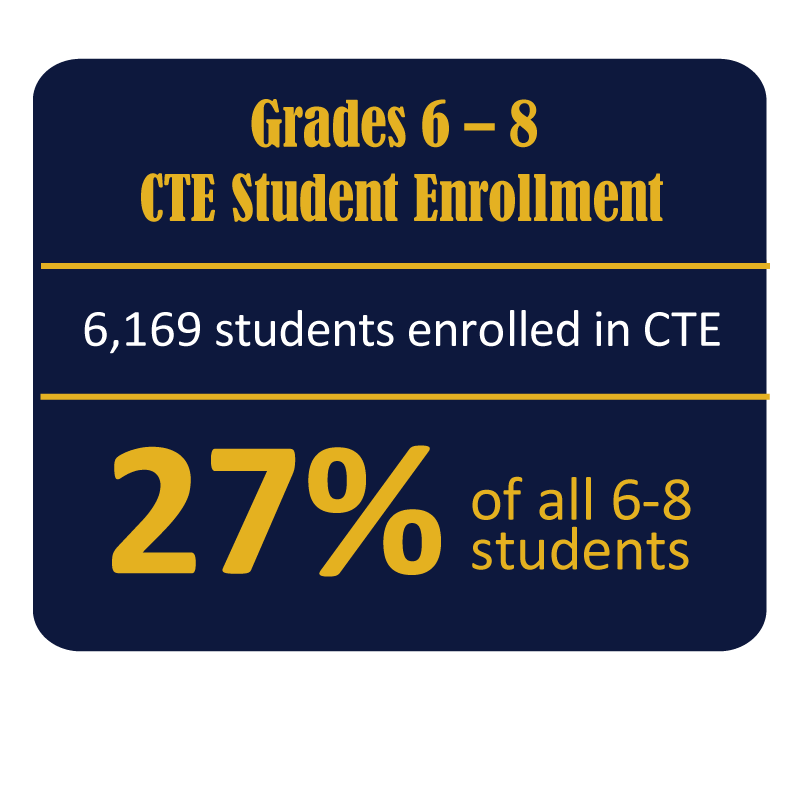 Grades 6 – 8
CTE Student Enrollment
6,169 students enrolled in CTE
27% of all 6-8
students